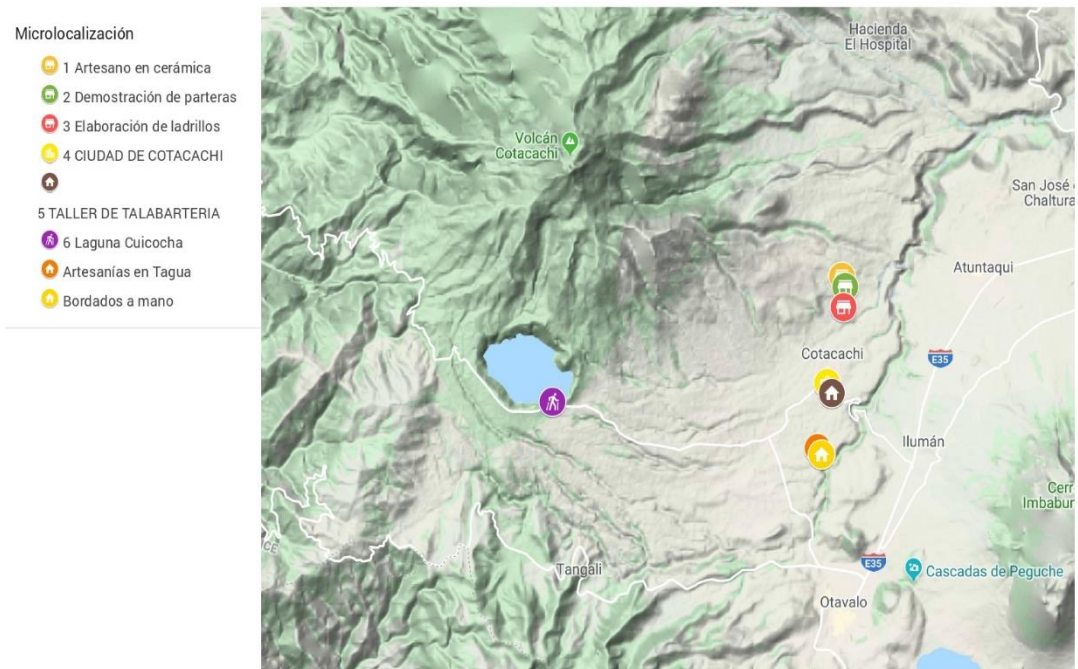 Microlocalización
1 Artesano en cerámica
2 Demostración de parteras
3 Elaboración de ladrillos
4 CIUDAD DE COTACACHI
5 TALLER DE TALABARTERIA
6 Laguna Cuicocha
Artesanías en Tagua
Bordados a mano
Hacienda
El Hospital
Volcán
Cotacachi
San José
Chaltura
Atuntaqui
Cotacachi
E35
Ilumán
Cerr
Imbabur
CE
Tangali
E35
Cascadas de Peguche
Otavalo